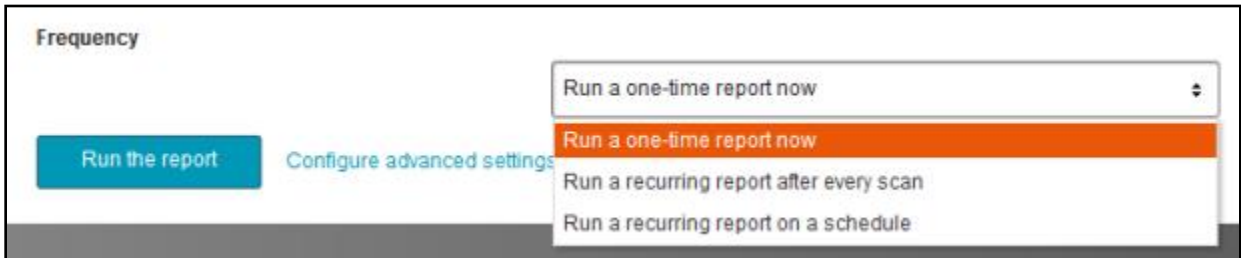 Frequency
Run a one-time report now
Run a one-time report now
Run the report
Configure advanced settings
Run a recurring report after every scan
Run a recurring report on a schedule